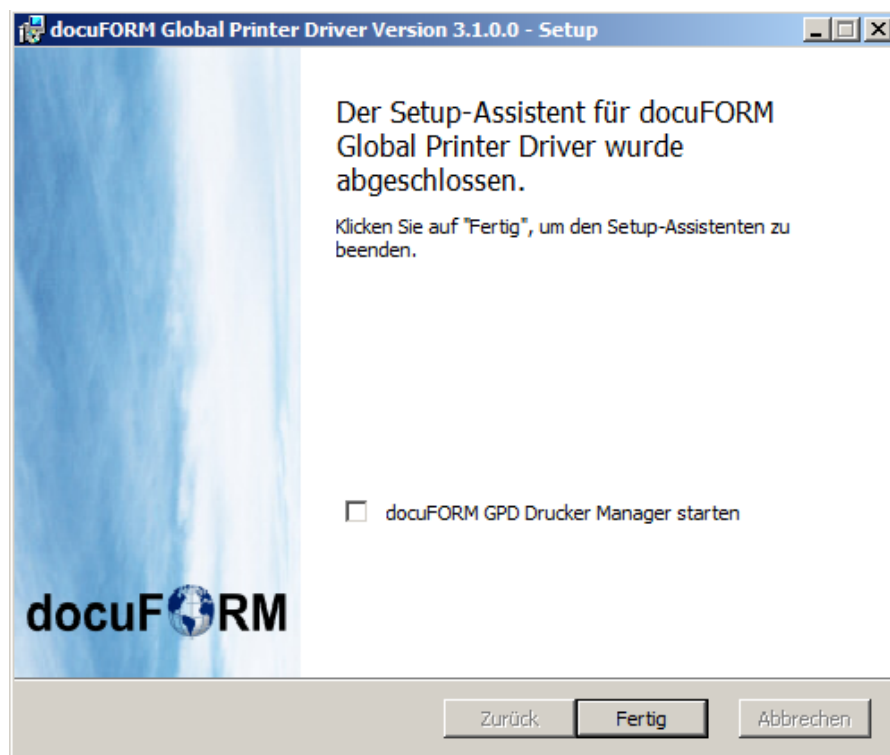 docuFORM Global Printer Driver Version 3.1.0.0 - Setup
Der Setup-Assistent für docuFORM
Global Printer Driver wurde
abgeschlossen.
Klicken Sie auf "Fertig", um den Setup-Assistenten zu
beenden.
docuFORM GPD Drucker Manager starten
docuFORM
Zurück
Fertig
Abbrechen